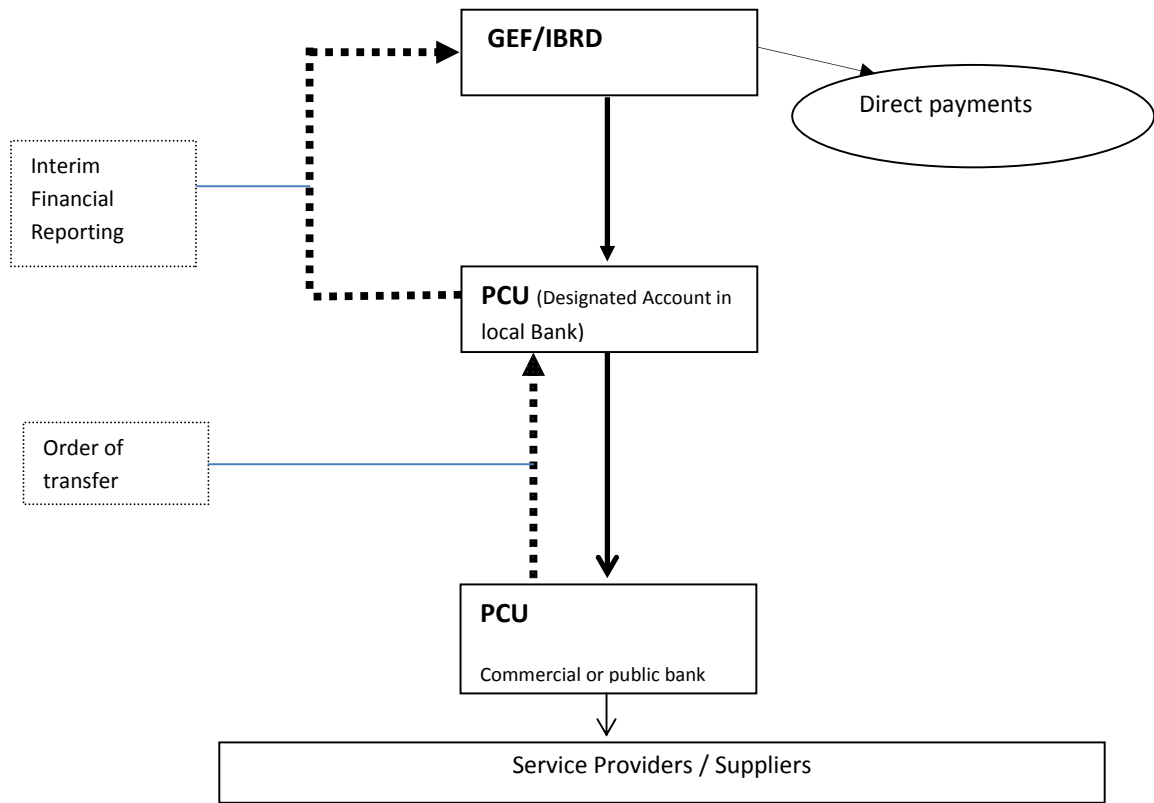 GEF/IBRD
Direct payments
Interim
Financial
Reporting
PCU (Designated Account in
local Bank)
Order of
transfer
PCU
Commercial or public bank
Service Providers / Suppliers